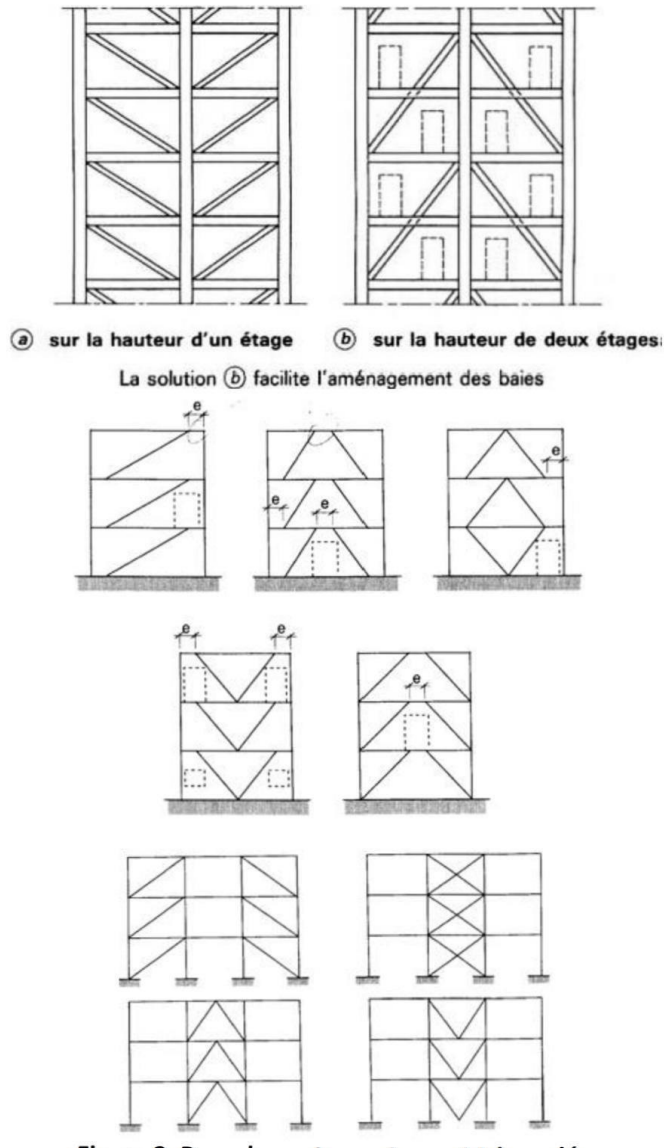 ⓐ sur la hauteur d'un étage
ⓑ sur la hauteur de deux étages
La solution ⓑ facilite l'aménagement des baies
e
e
e
e
e
e
e